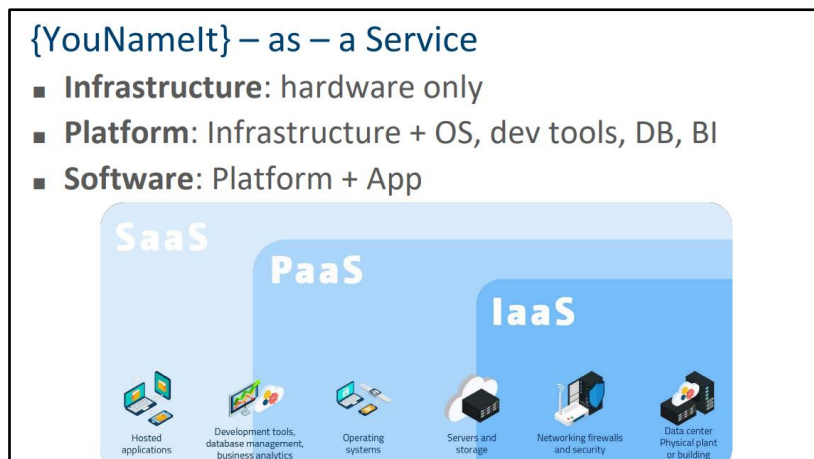 {YouNameIt} – as – a Service
▪ Infrastructure: hardware only
▪ Platform: Infrastructure + OS, dev tools, DB, BI
▪ Software: Platform + App
SaaS
PaaS
IaaS
Hosted
applications
Development tools,
database management,
business analytics
Operating
systems
Servers and
storage
Networking firewalls
and security
Data center
Physical plant
or building